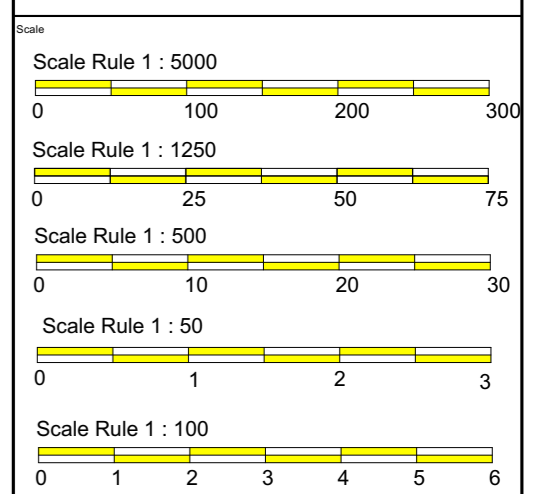 Scale
Scale Rule 1 : 5000
0 100 200 300
Scale Rule 1 : 1250
0 25 50 75
Scale Rule 1 : 500
0 10 20 30
Scale Rule 1 : 50
0 1 2 3
Scale Rule 1 : 100
0 1 2 3 4 5 6